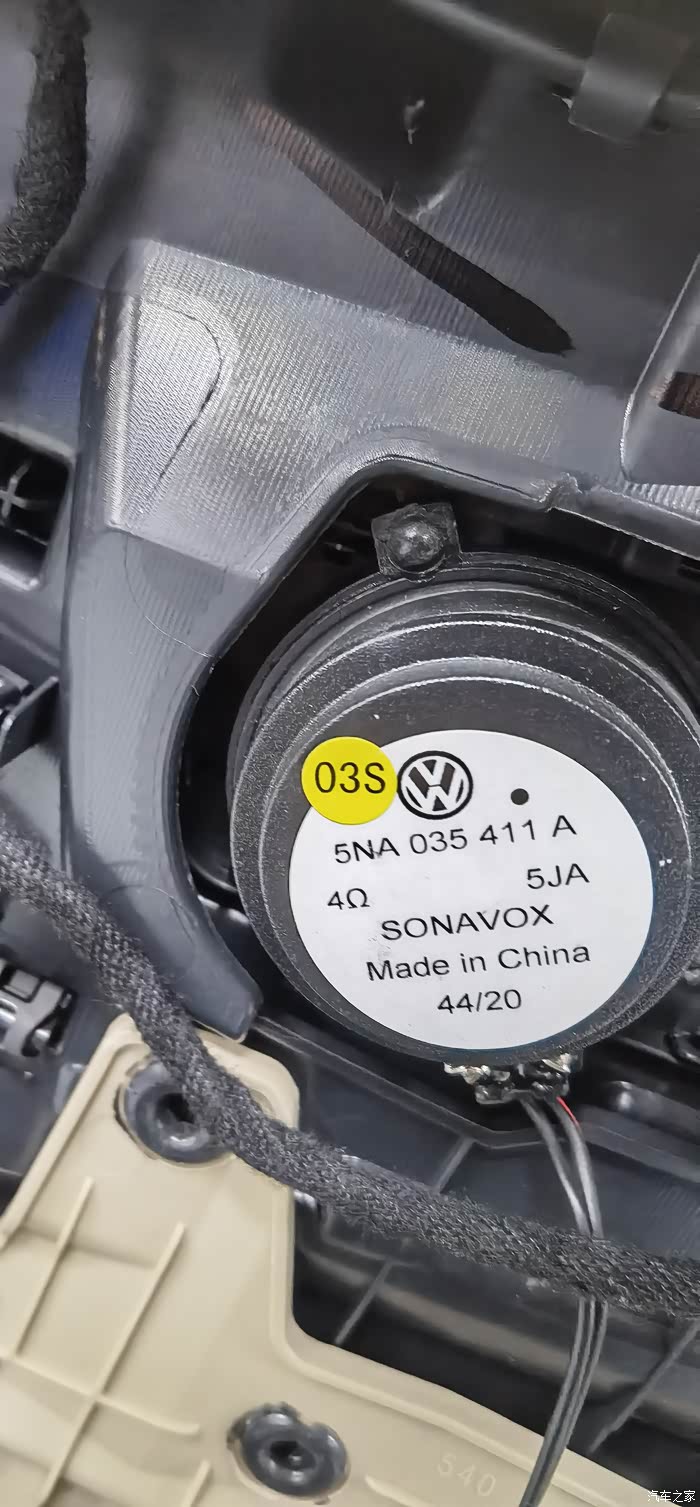 03S
5NA 035 411 A
4Ω 5JA
SONAVOX
Made in China
44/20
540
汽车之家